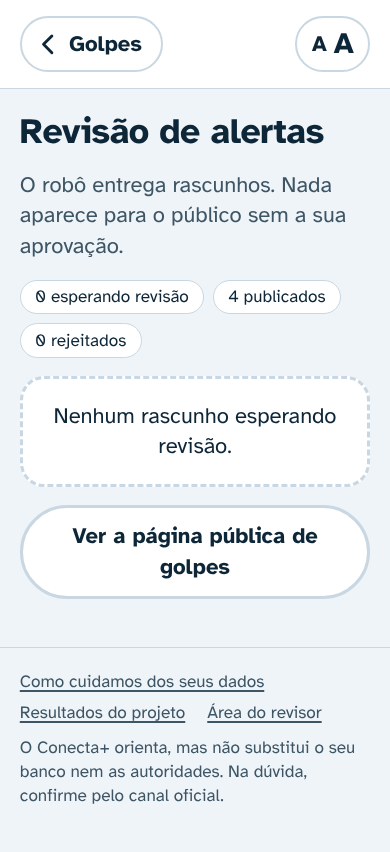 Golpes
A A
Revisão de alertas
O robô entrega rascunhos. Nada
aparece para o público sem a sua
aprovação.
0 esperando revisão
4 publicados
0 rejeitados
Nenhum rascunho esperando
revisão.
Ver a página pública de
golpes
Como cuidamos dos seus dados
Resultados do projeto
Área do revisor
O Conecta+ orienta, mas não substitui o seu
banco nem as autoridades. Na dúvida,
confirme pelo canal oficial.